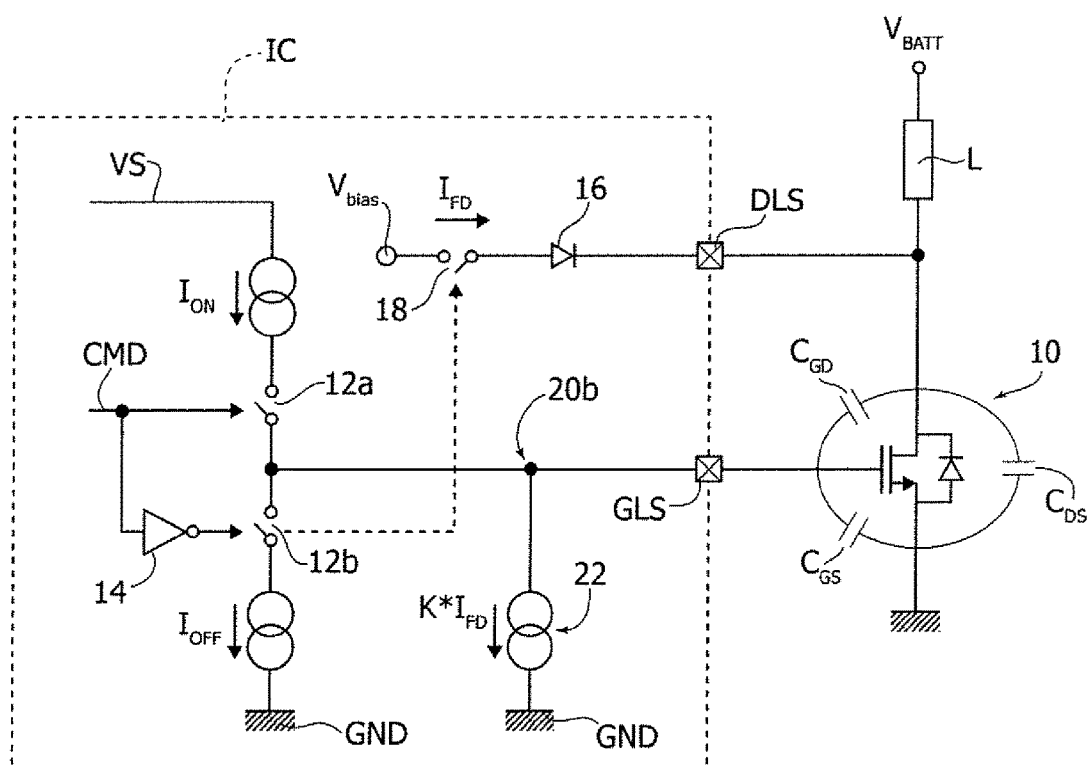 IC
V_BATT
VS
V_bias
I_FD
16
DLS
L
18
I_ON
CMD
12a
C_GD
10
20b
GLS
C_DS
14
12b
C_GS
I_OFF
K*I_FD
22
GND
GND